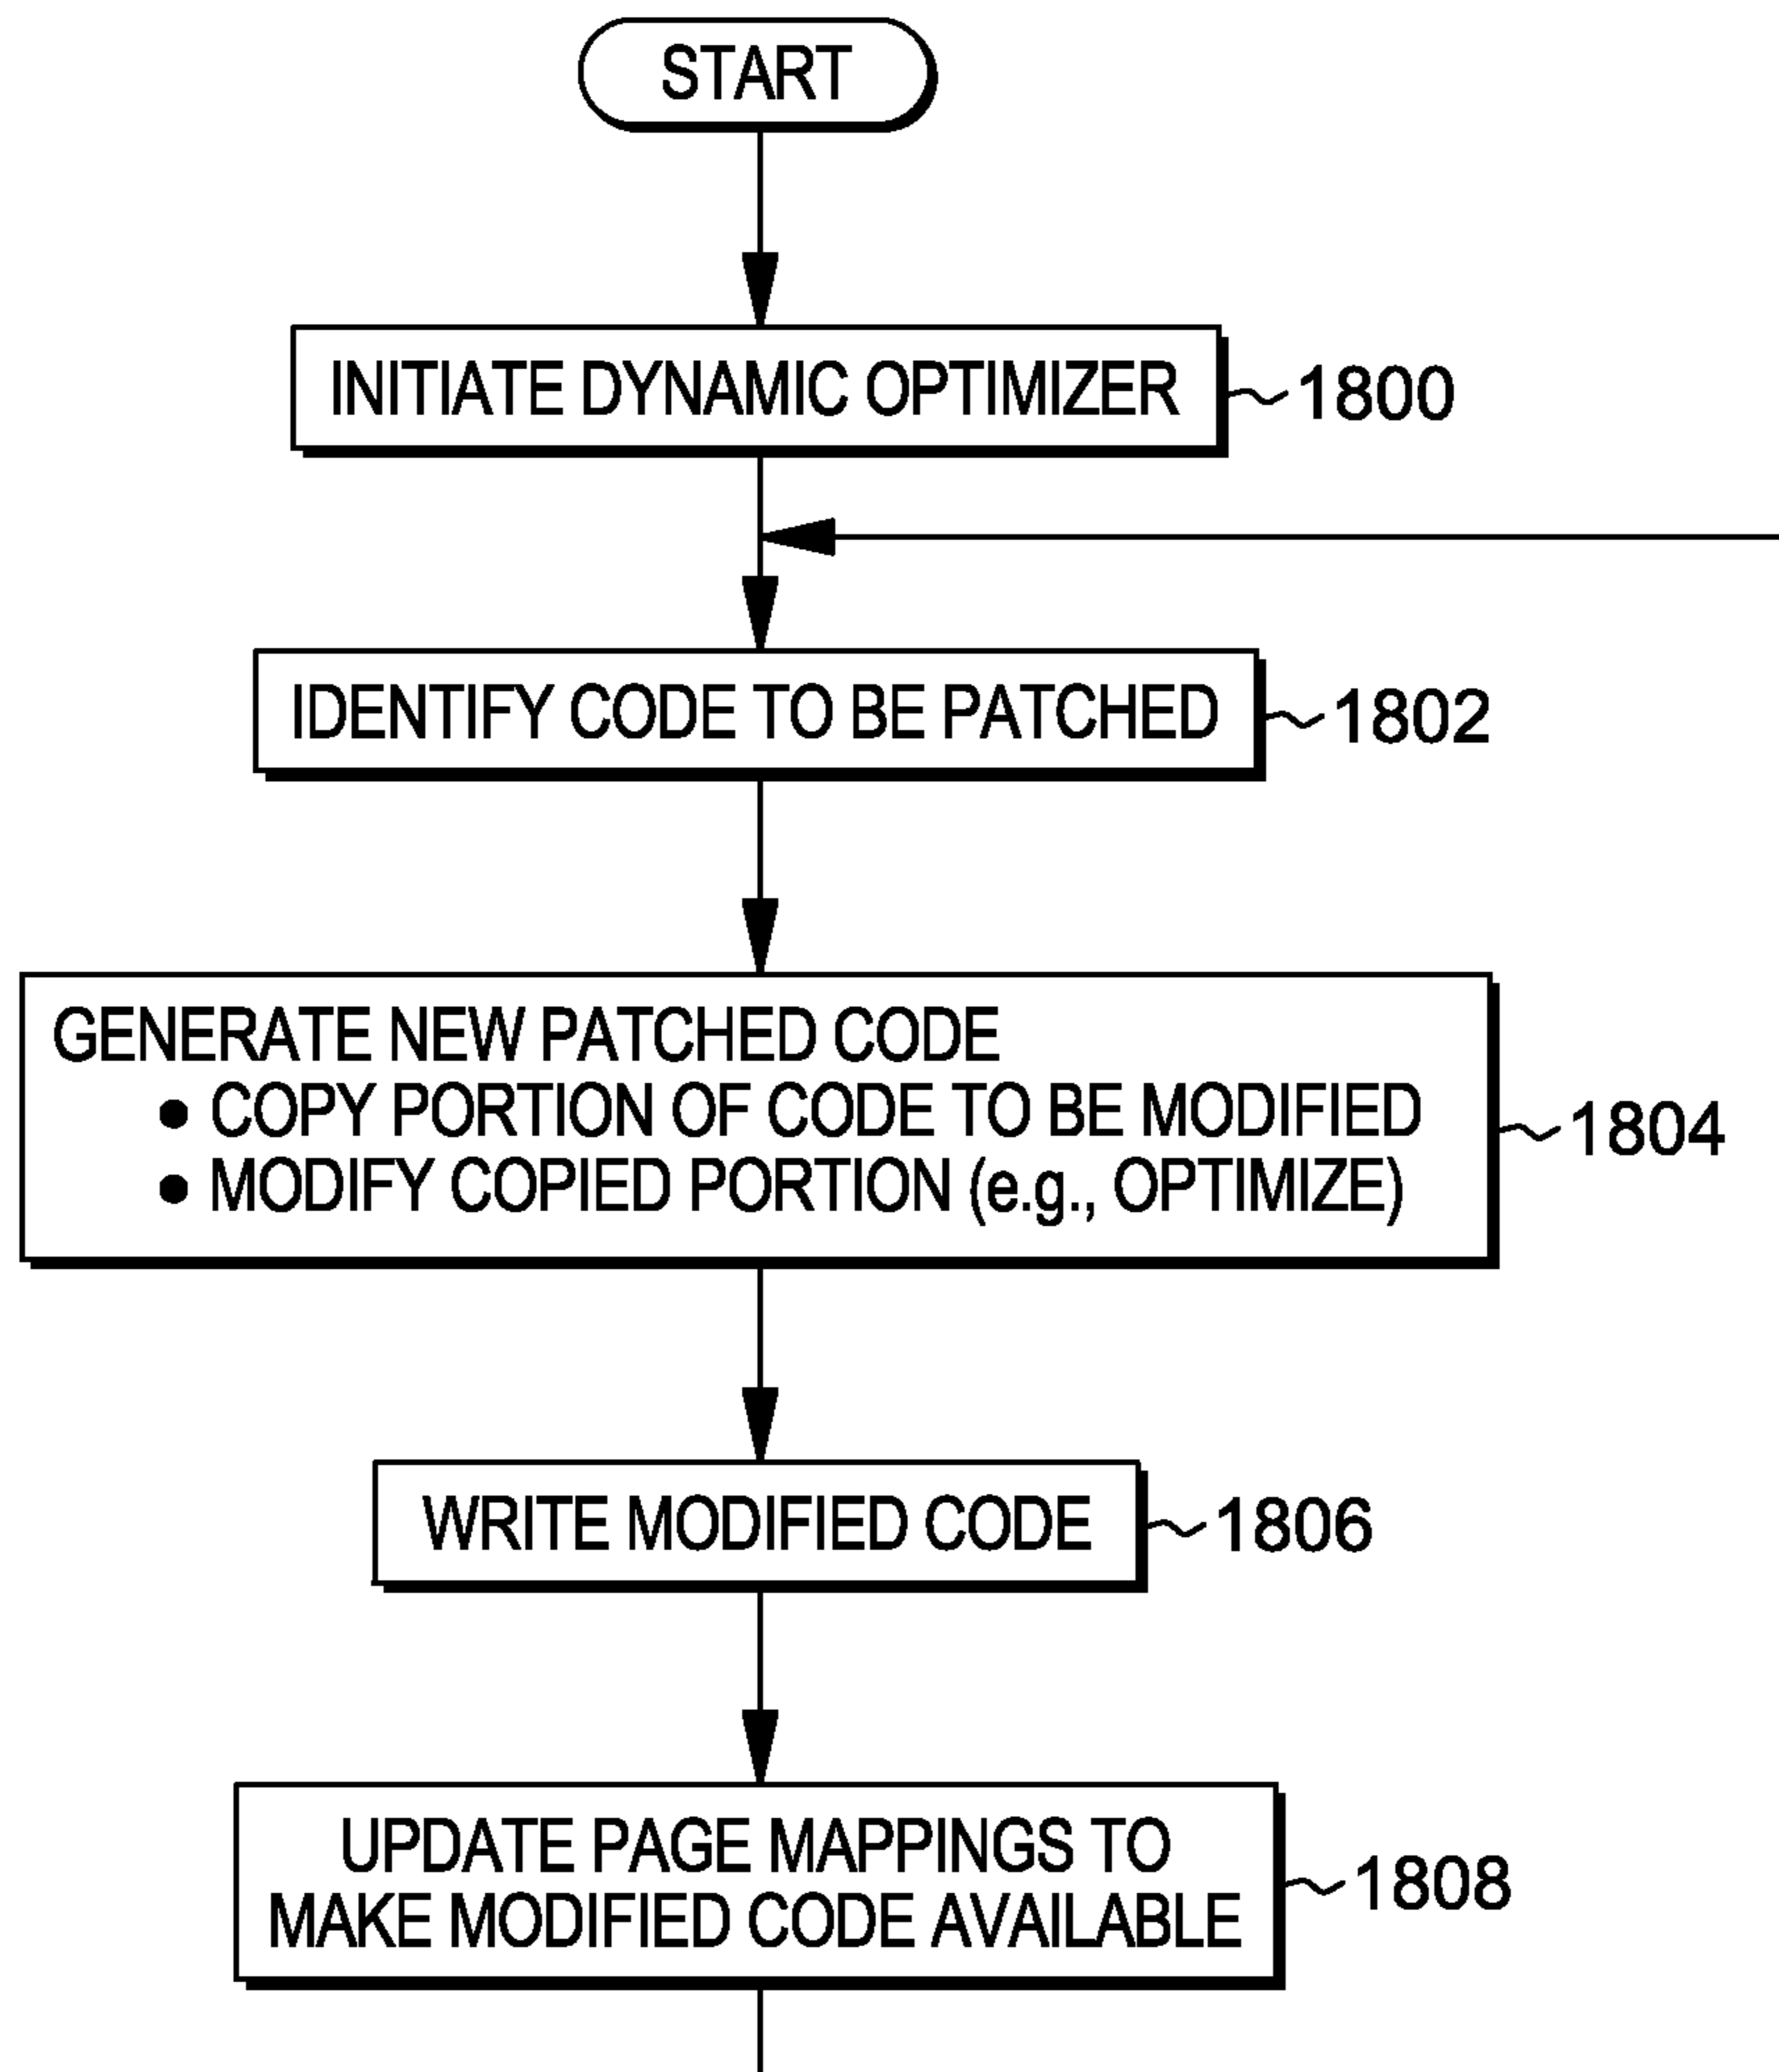 START
INITIATE DYNAMIC OPTIMIZER
1800
IDENTIFY CODE TO BE PATCHED
1802
GENERATE NEW PATCHED CODE
● COPY PORTION OF CODE TO BE MODIFIED
● MODIFY COPIED PORTION (e.g., OPTIMIZE)
1804
WRITE MODIFIED CODE
1806
UPDATE PAGE MAPPINGS TO
MAKE MODIFIED CODE AVAILABLE
1808